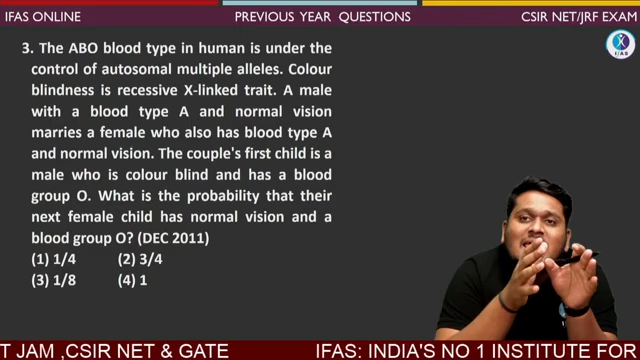 IFAS ONLINE
PREVIOUS YEAR QUESTIONS
CSIR NET/JRF EXAM
IFAS
3. The ABO blood type in human is under the
control of autosomal multiple alleles. Colour
blindness is recessive X-linked trait. A male
with a blood type A and normal vision
marries a female who also has blood type A
and normal vision. The couple's first child is a
male who is colour blind and has a blood
group O. What is the probability that their
next female child has normal vision and a
blood group O? (DEC 2011)
(1) 1/4 (2) 3/4
(3) 1/8 (4) 1
T JAM ,CSIR NET & GATE
IFAS: INDIA'S NO 1 INSTITUTE FOR